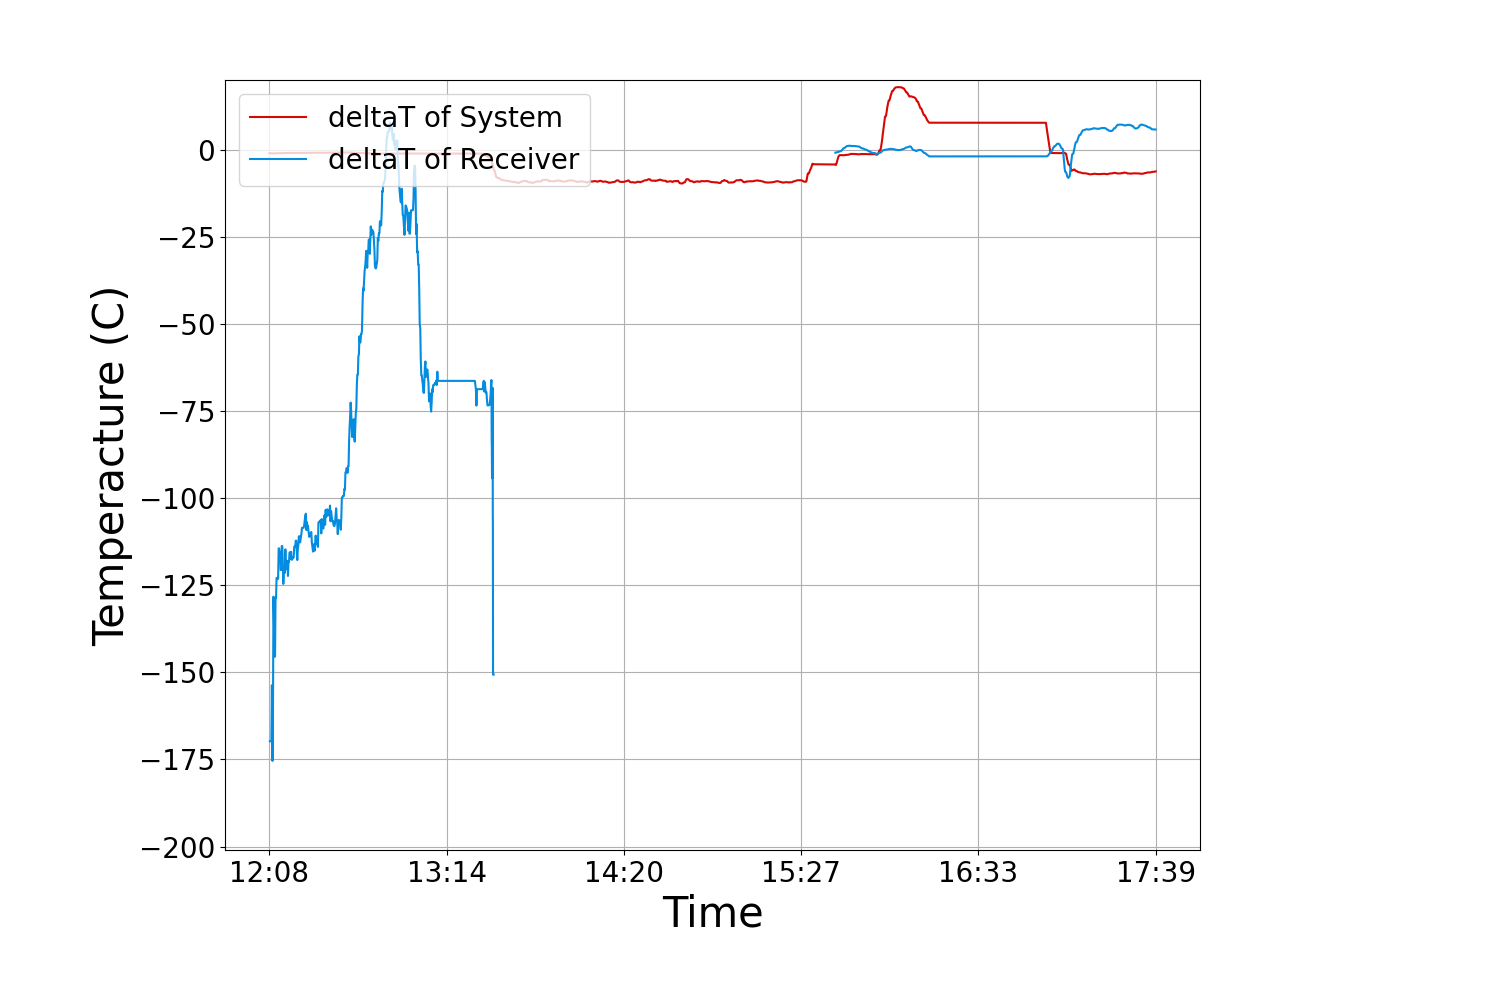 deltaT of System
deltaT of Receiver
0
−25
−50
−75
−100
−125
−150
−175
−200
Temperacture (C)
12:08 13:14 14:20 15:27 16:33 17:39
Time